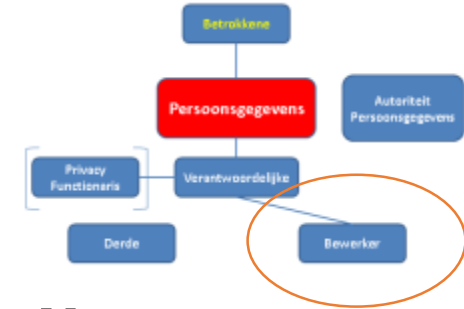 Betrokkene
Persoonsgegevens
Autoriteit
Persoonsgegevens
Privacy
Functionaris
Verantwoordelijke
Derde
Bewerker